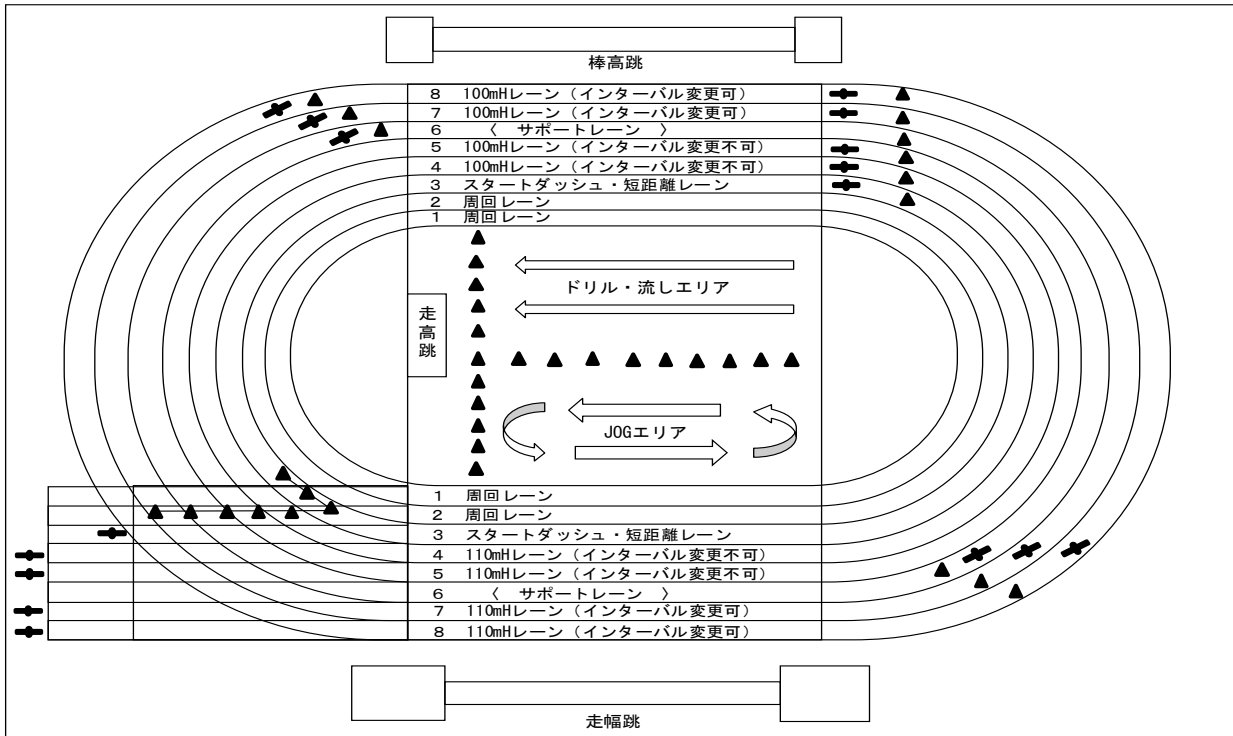 棒高跳
8 100mHレーン（インターバル変更可）
7 100mHレーン（インターバル変更可）
6 〈 サポートレーン 〉
5 100mHレーン（インターバル変更不可）
4 100mHレーン（インターバル変更不可）
3 スタートダッシュ・短距離レーン
2 周回レーン
1 周回レーン
ドリル・流しエリア
走高跳
JOGエリア
1 周回レーン
2 周回レーン
3 スタートダッシュ・短距離レーン
4 110mHレーン（インターバル変更不可）
5 110mHレーン（インターバル変更不可）
6 〈 サポートレーン 〉
7 110mHレーン（インターバル変更可）
8 110mHレーン（インターバル変更可）
走幅跳